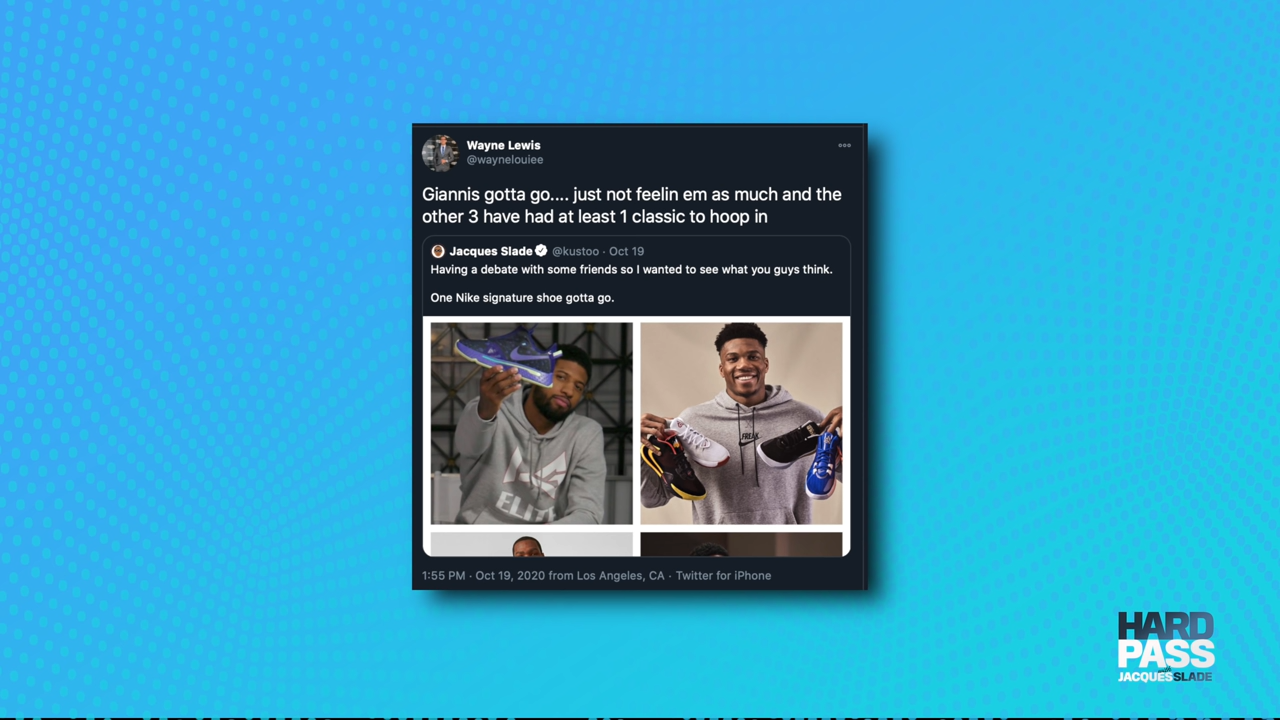 Wayne Lewis
@waynelouiee
Giannis gotta go.... just not feelin em as much and the
other 3 have had at least 1 classic to hoop in
Jacques Slade @kustoo · Oct 19
Having a debate with some friends so I wanted to see what you guys think.
One Nike signature shoe gotta go.
ELITE
FREAK
1:55 PM · Oct 19, 2020 from Los Angeles, CA · Twitter for iPhone
HARD
PASS
with
JACQUES SLADE